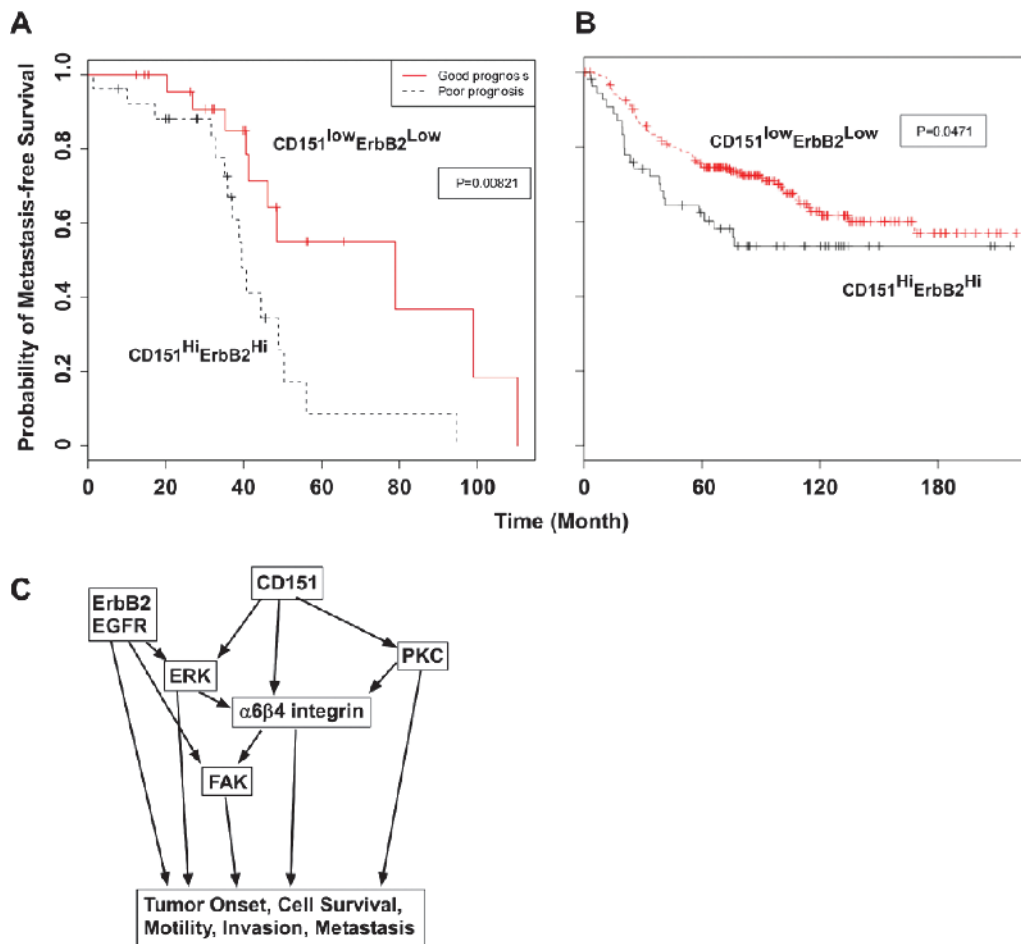 A
B
Probability of Metastasis-free Survival
1.0
0.8
0.6
0.4
0.2
0
Good prognosis
Poor prognosis
CD151lowErbB2Low
P=0.00821
CD151HiErbB2Hi
0 20 40 60 80 100
CD151lowErbB2Low
P=0.0471
CD151HiErbB2Hi
0 60 120 180
Time (Month)
C
ErbB2
EGFR
CD151
ERK
PKC
α6β4 integrin
FAK
Tumor Onset, Cell Survival,
Motility, Invasion, Metastasis